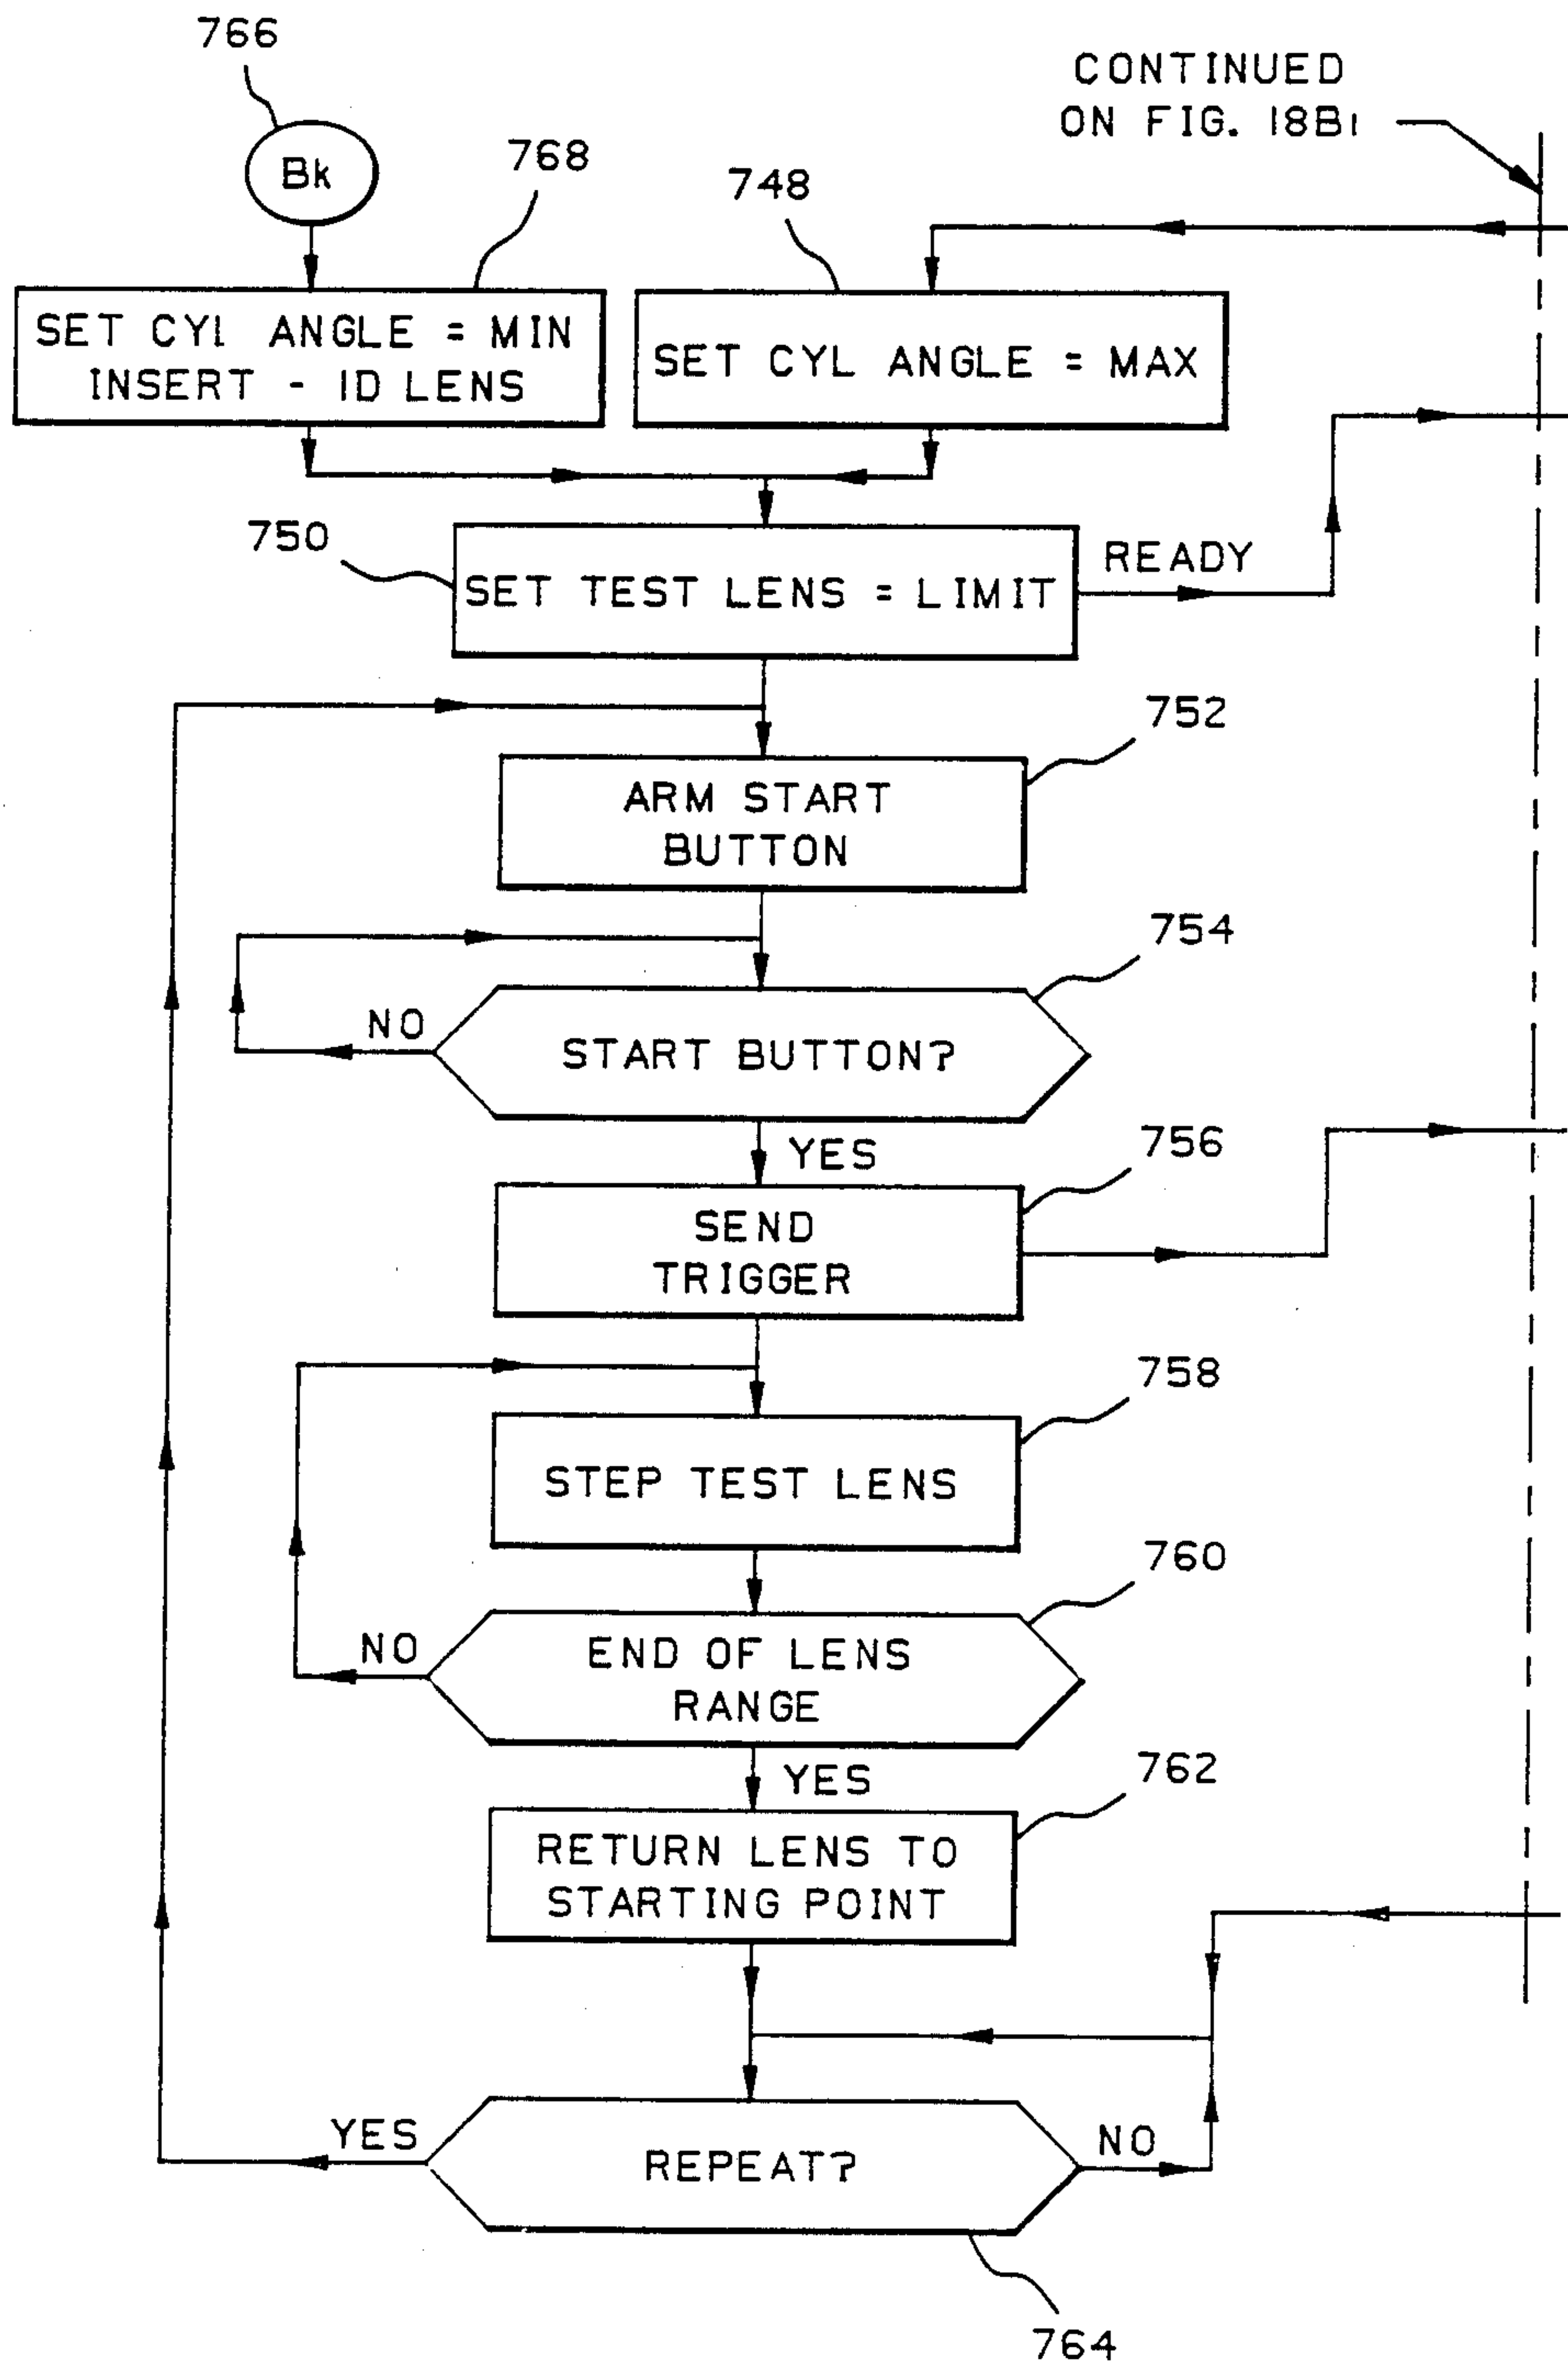 766
CONTINUED
ON FIG. 18B1
Bk
768
748
SET CYL ANGLE = MIN
INSERT - 1D LENS
SET CYL ANGLE = MAX
750
SET TEST LENS = LIMIT
READY
752
ARM START
BUTTON
754
NO
START BUTTON?
YES
756
SEND
TRIGGER
758
STEP TEST LENS
760
NO
END OF LENS
RANGE
YES
762
RETURN LENS TO
STARTING POINT
YES
REPEAT?
NO
764